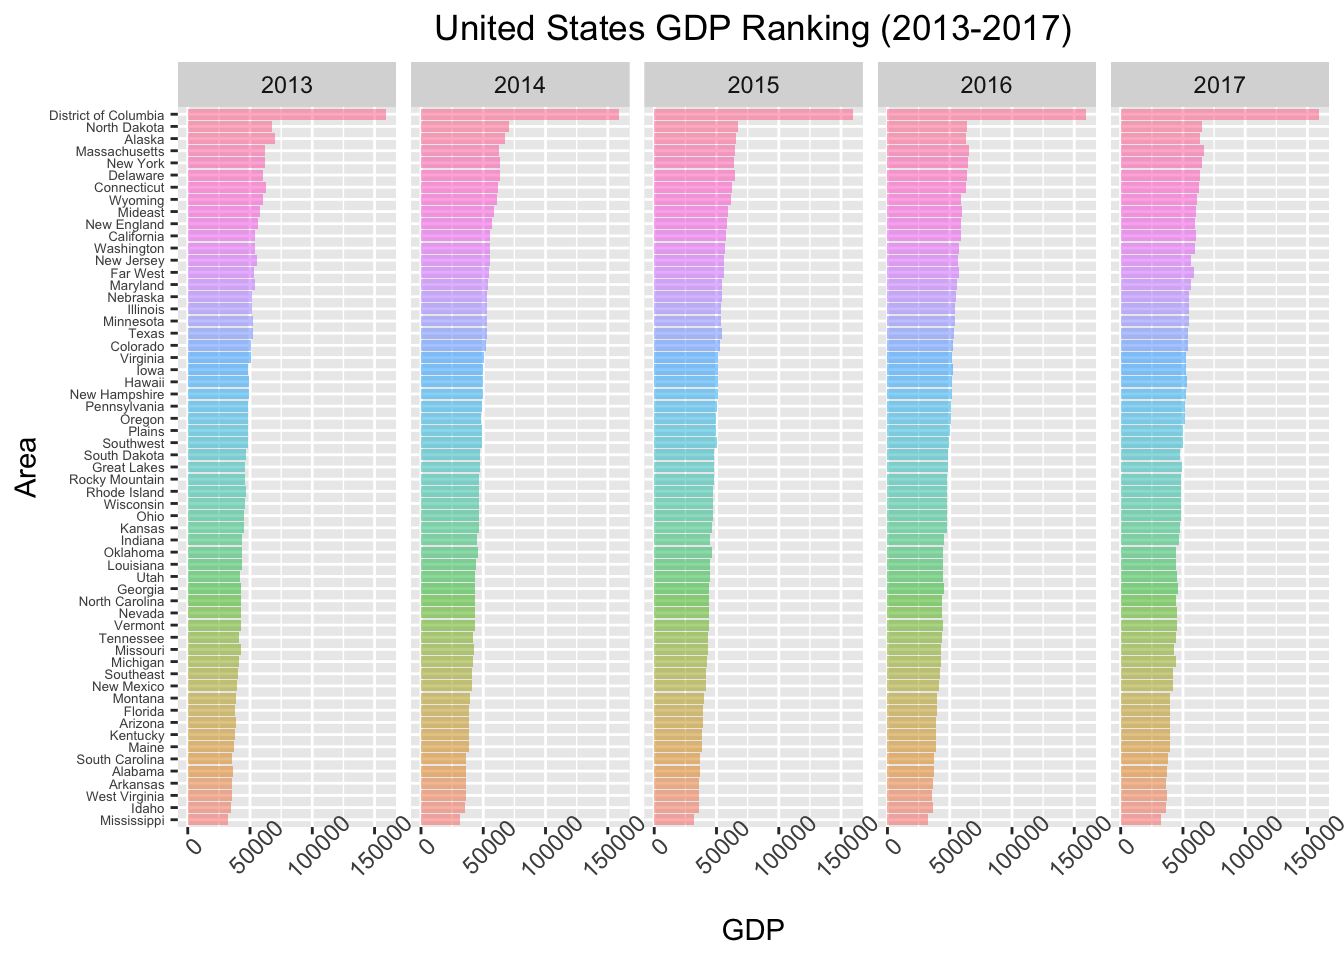 United States GDP Ranking (2013-2017)
2013 2014 2015 2016 2017
District of Columbia
North Dakota
Alaska
Massachusetts
New York
Delaware
Connecticut
Wyoming
Mideast
New England
California
Washington
New Jersey
Far West
Maryland
Nebraska
Illinois
Minnesota
Texas
Colorado
Virginia
Iowa
Hawaii
New Hampshire
Pennsylvania
Oregon
Plains
Southwest
South Dakota
Great Lakes
Rocky Mountain
Rhode Island
Wisconsin
Ohio
Kansas
Indiana
Oklahoma
Louisiana
Utah
Georgia
North Carolina
Nevada
Vermont
Tennessee
Missouri
Michigan
Southeast
New Mexico
Montana
Florida
Arizona
Kentucky
Maine
South Carolina
Alabama
Arkansas
West Virginia
Idaho
Mississippi
Area
0 50000 100000 150000 0 50000 100000 150000 0 50000 100000 150000 0 50000 100000 150000 0 50000 100000 150000
GDP